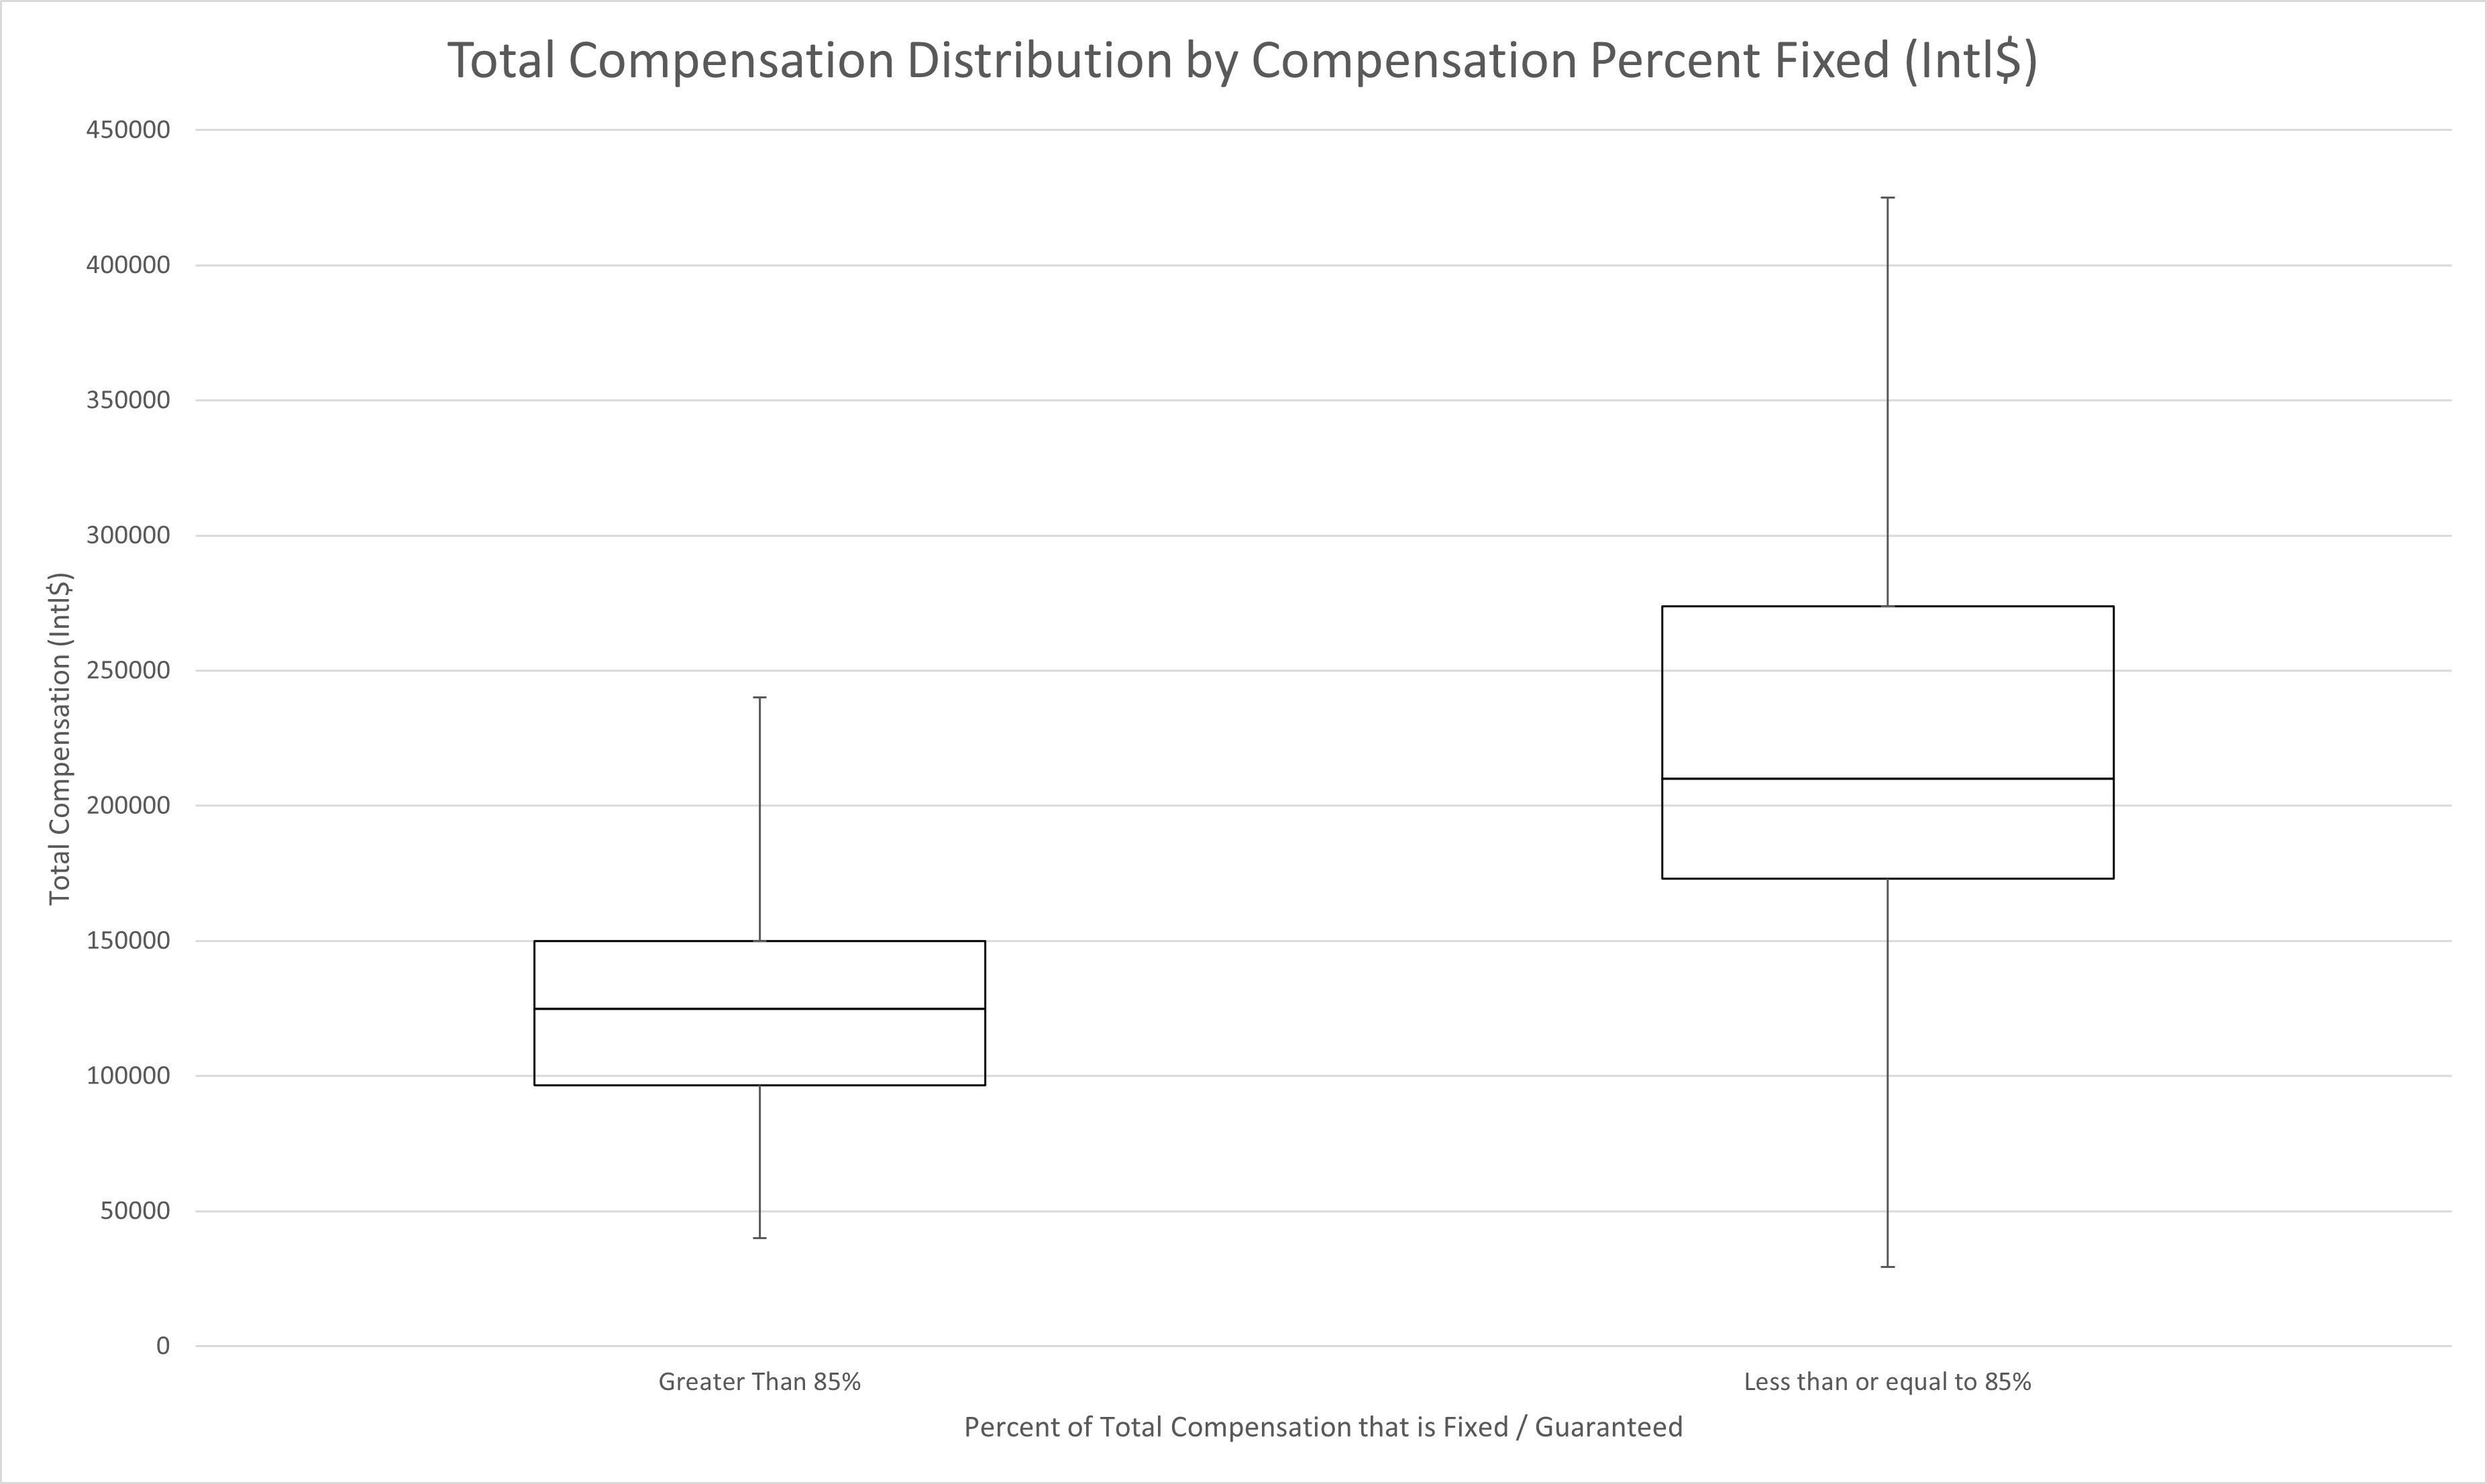 Total Compensation Distribution by Compensation Percent Fixed (Intl$)
450000
400000
350000
300000
250000
200000
150000
100000
50000
0
Total Compensation (Intl$)
Greater Than 85%
Less than or equal to 85%
Percent of Total Compensation that is Fixed / Guaranteed